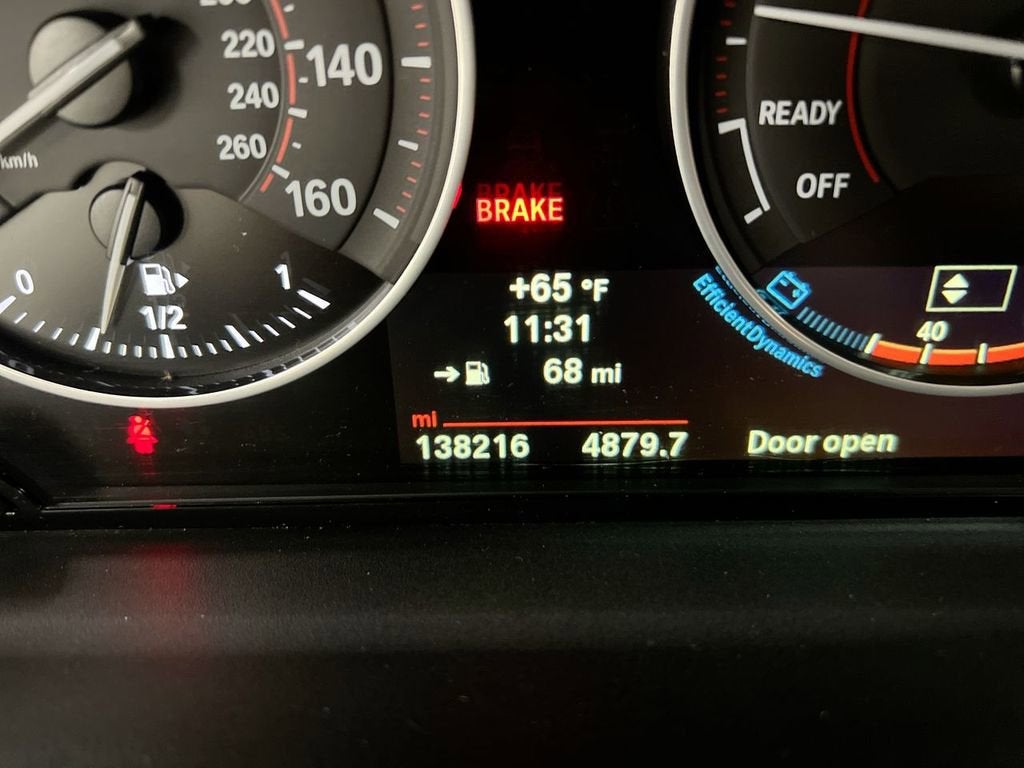 220
140
240
260
km/h
160
0
1
1/2
BRAKE
+65 °F
11:31
68 mi
mi
138216 4879.7
READY
OFF
EfficientDynamics
40
Door open